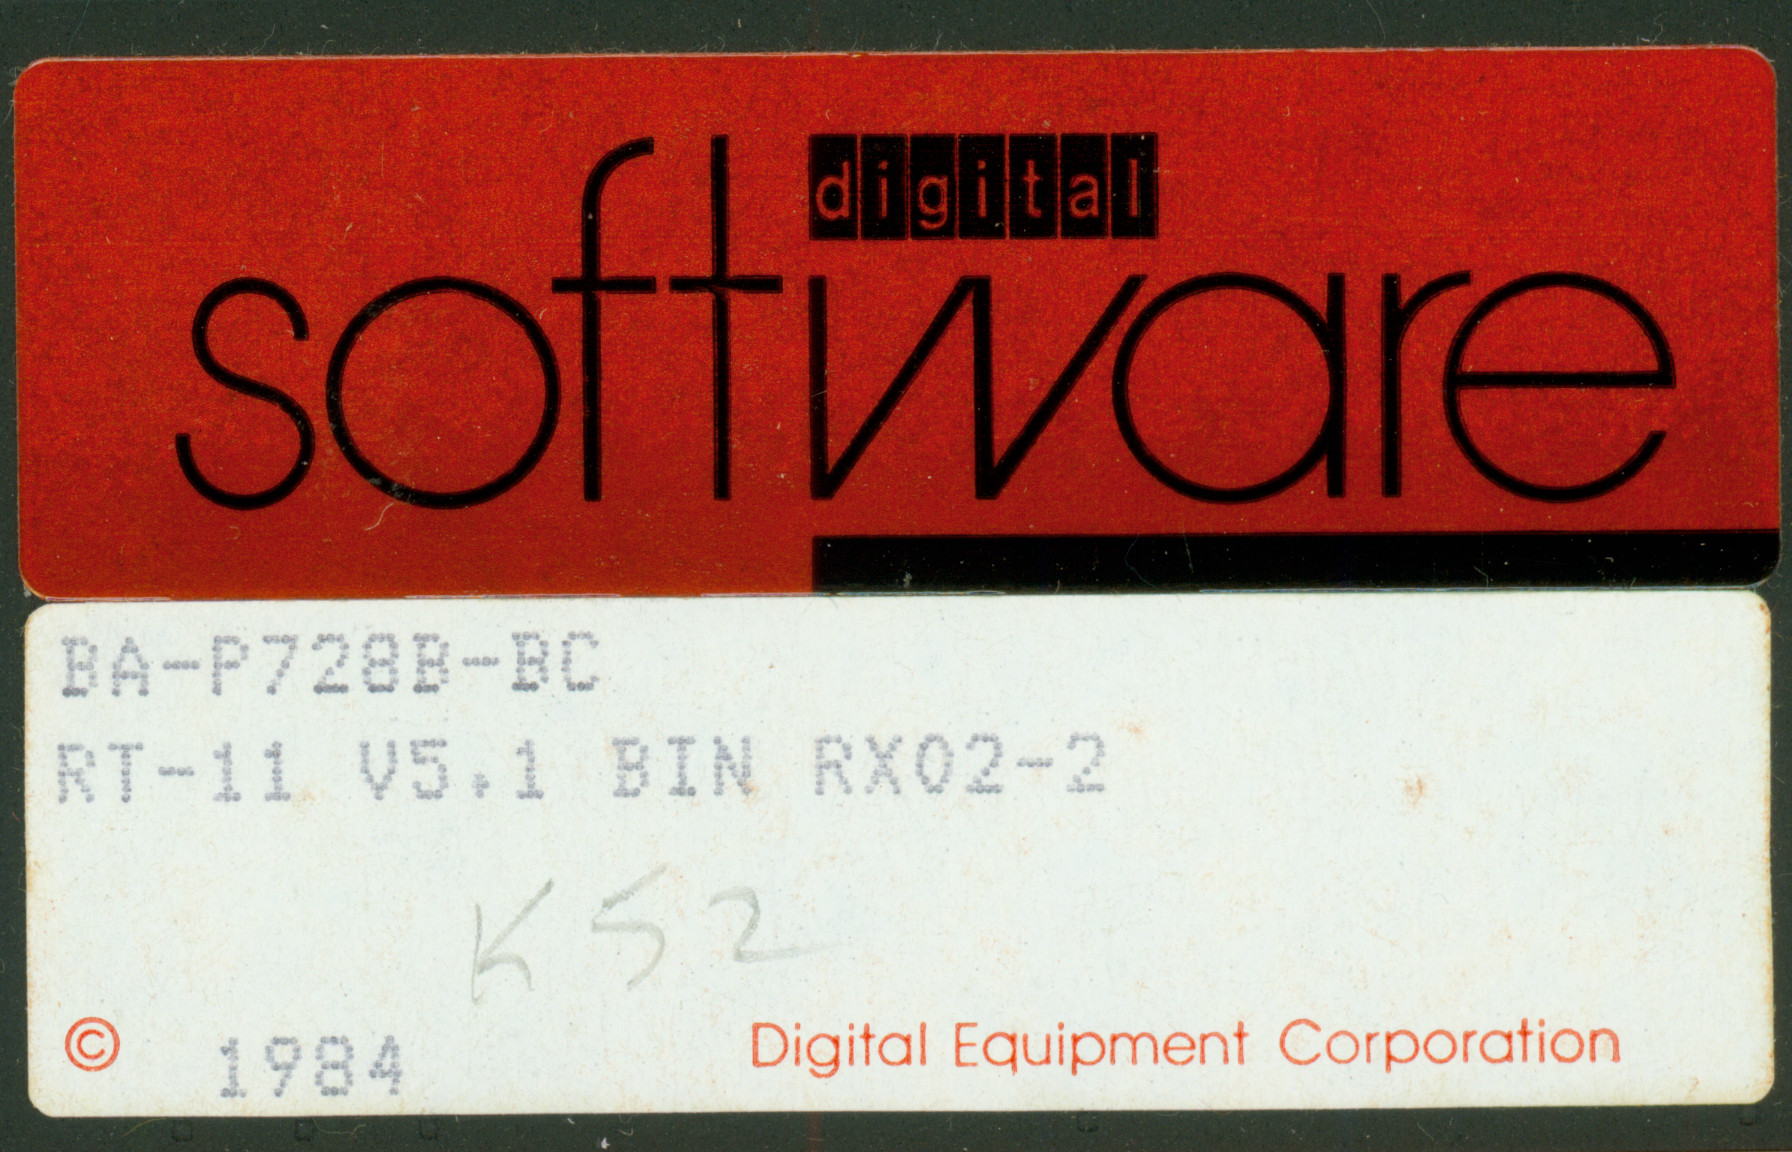 digital
software
BA-P728B-BC
RT-11 V5.1 BIN RX02-2
K52
© 1984 Digital Equipment Corporation